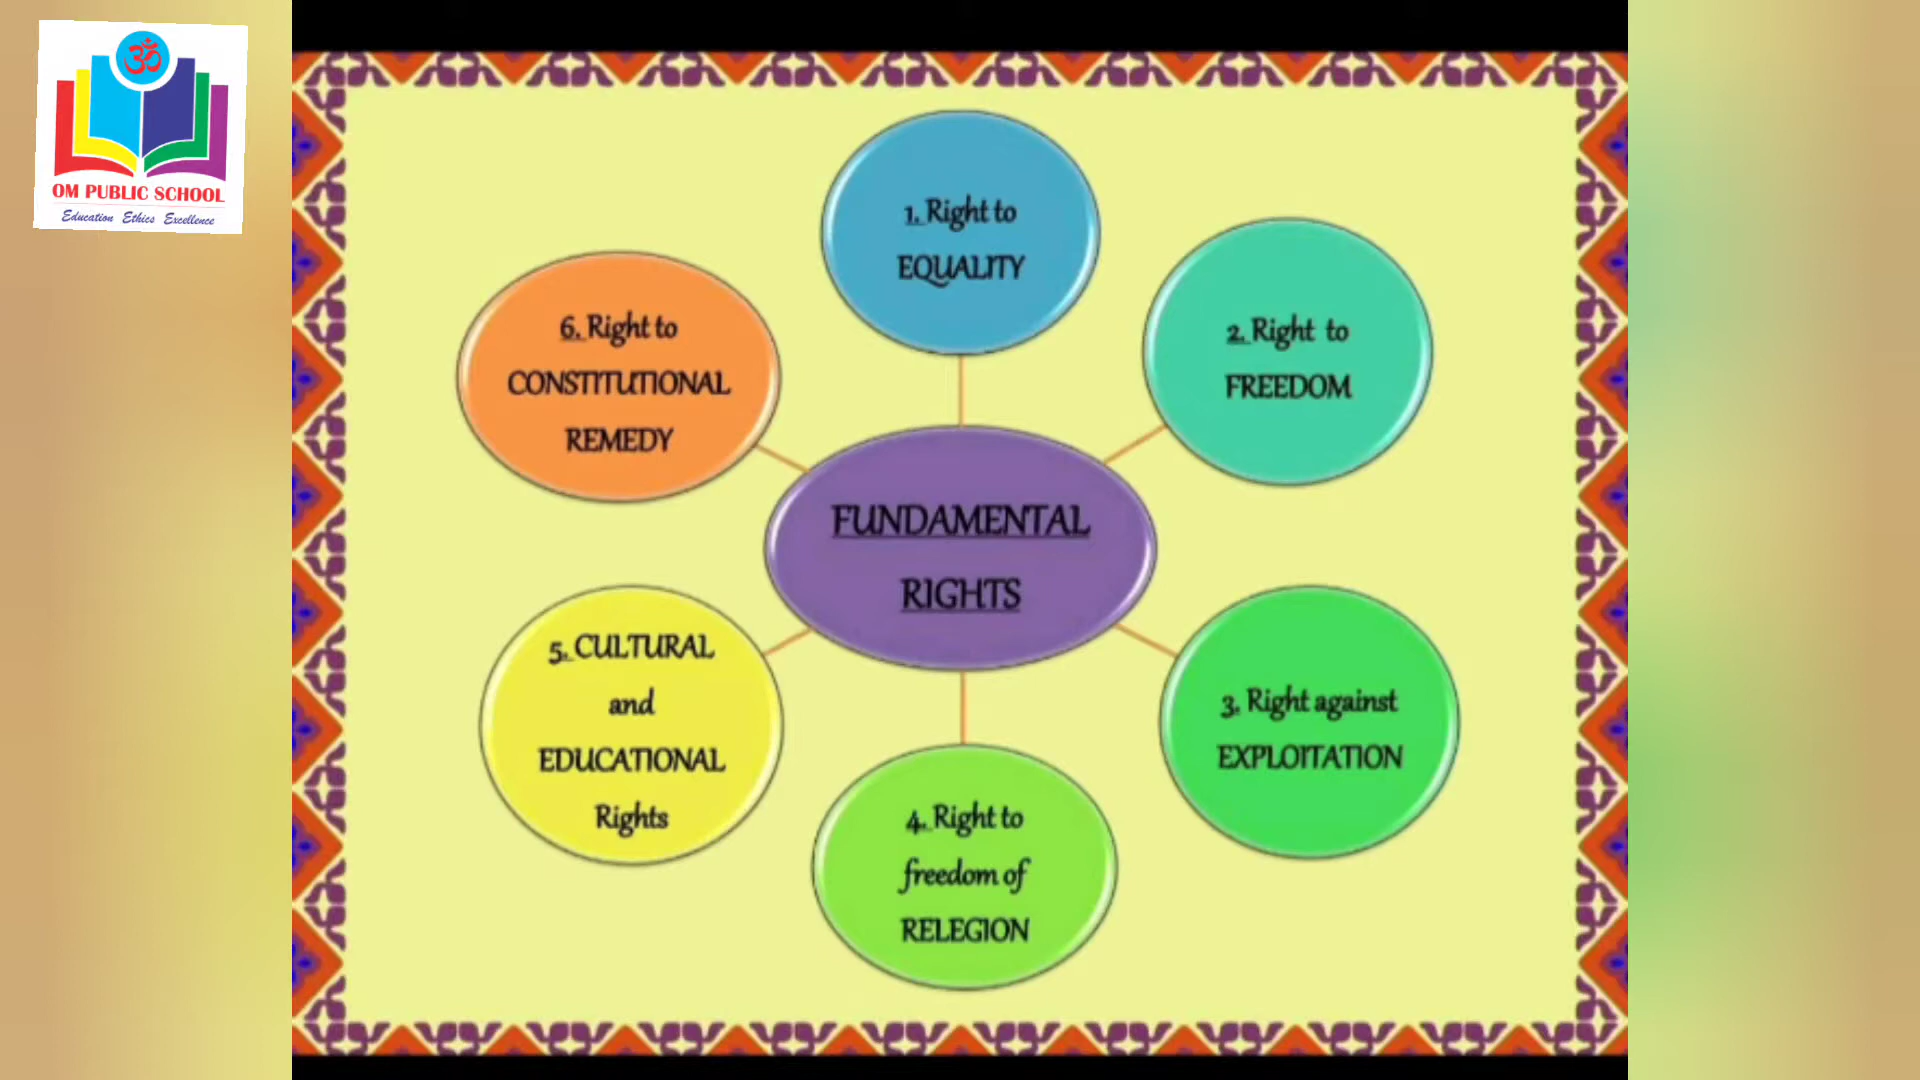 ॐ
OM PUBLIC SCHOOL
Education Ethics Excellence
1. Right to
EQUALITY
2. Right to
FREEDOM
3. Right against
EXPLOITATION
4. Right to
freedom of
RELEGION
5. CULTURAL
and
EDUCATIONAL
Rights
6. Right to
CONSTITUTIONAL
REMEDY
FUNDAMENTAL
RIGHTS